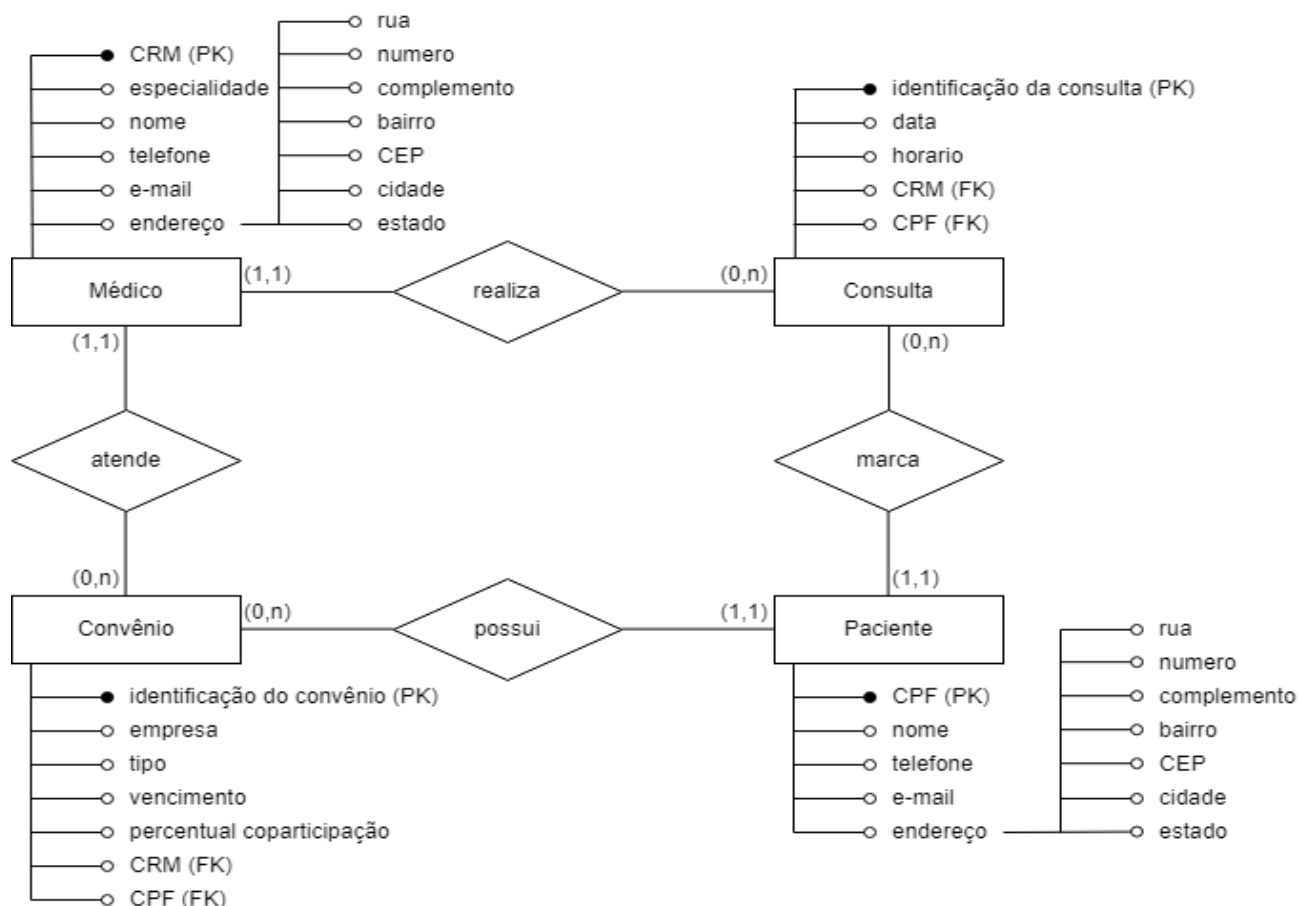 CRM (PK)
especialidade
nome
telefone
e-mail
endereço
rua
numero
complemento
bairro
CEP
cidade
estado
identificação da consulta (PK)
data
horario
CRM (FK)
CPF (FK)
Médico
(1,1)
realiza
(0,n)
Consulta
(1,1)
(0,n)
atende
marca
(0,n)
(1,1)
Convênio
(0,n)
possui
(1,1)
Paciente
identificação do convênio (PK)
empresa
tipo
vencimento
percentual coparticipação
CRM (FK)
CPF (FK)
CPF (PK)
nome
telefone
e-mail
endereço
rua
numero
complemento
bairro
CEP
cidade
estado